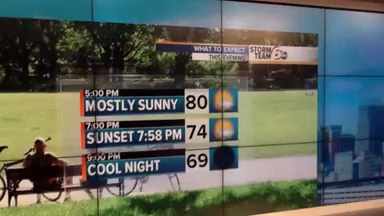 WHAT TO EXPECT
THIS EVENING
STORM
TEAM 6
5:00 PM
MOSTLY SUNNY 80
7:00 PM
SUNSET 7:58 PM 74
9:00 PM
COOL NIGHT 69